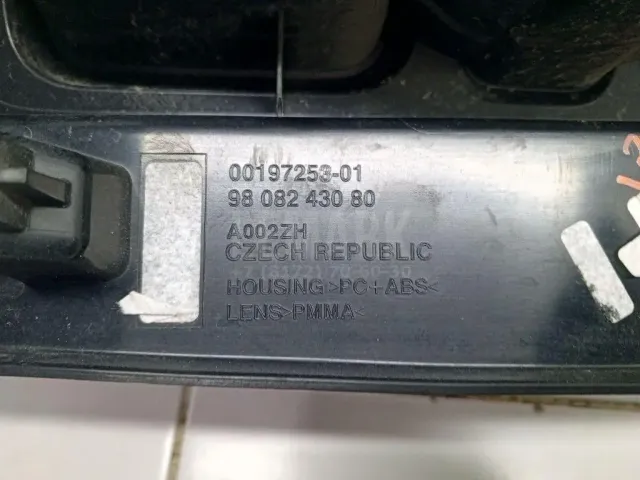 00197253-01
98 082 430 80
A002ZH
CZECH REPUBLIC
HOUSING>PC+ABS<
LENS>PMMA<